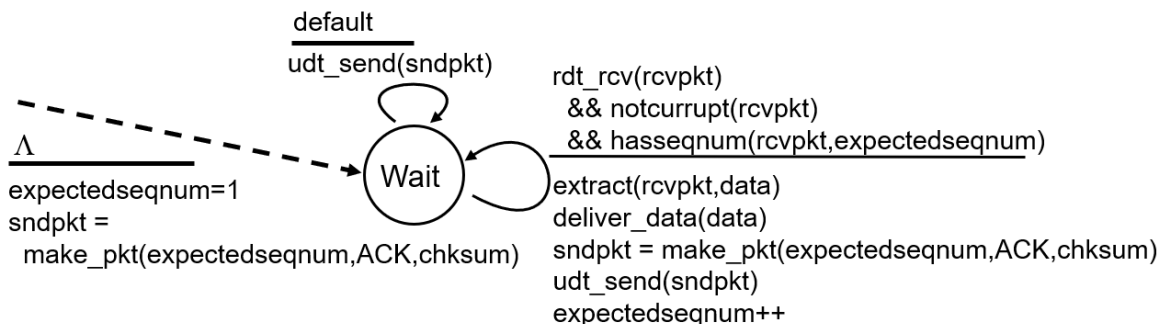 default
udt_send(sndpkt)
rdt_rcv(rcvpkt)
&& notcurrupt(rcvpkt)
&& hasseqnum(rcvpkt,expectedseqnum)
Λ
expectedseqnum=1
sndpkt =
make_pkt(expectedseqnum,ACK,chksum)
Wait
extract(rcvpkt,data)
deliver_data(data)
sndpkt = make_pkt(expectedseqnum,ACK,chksum)
udt_send(sndpkt)
expectedseqnum++